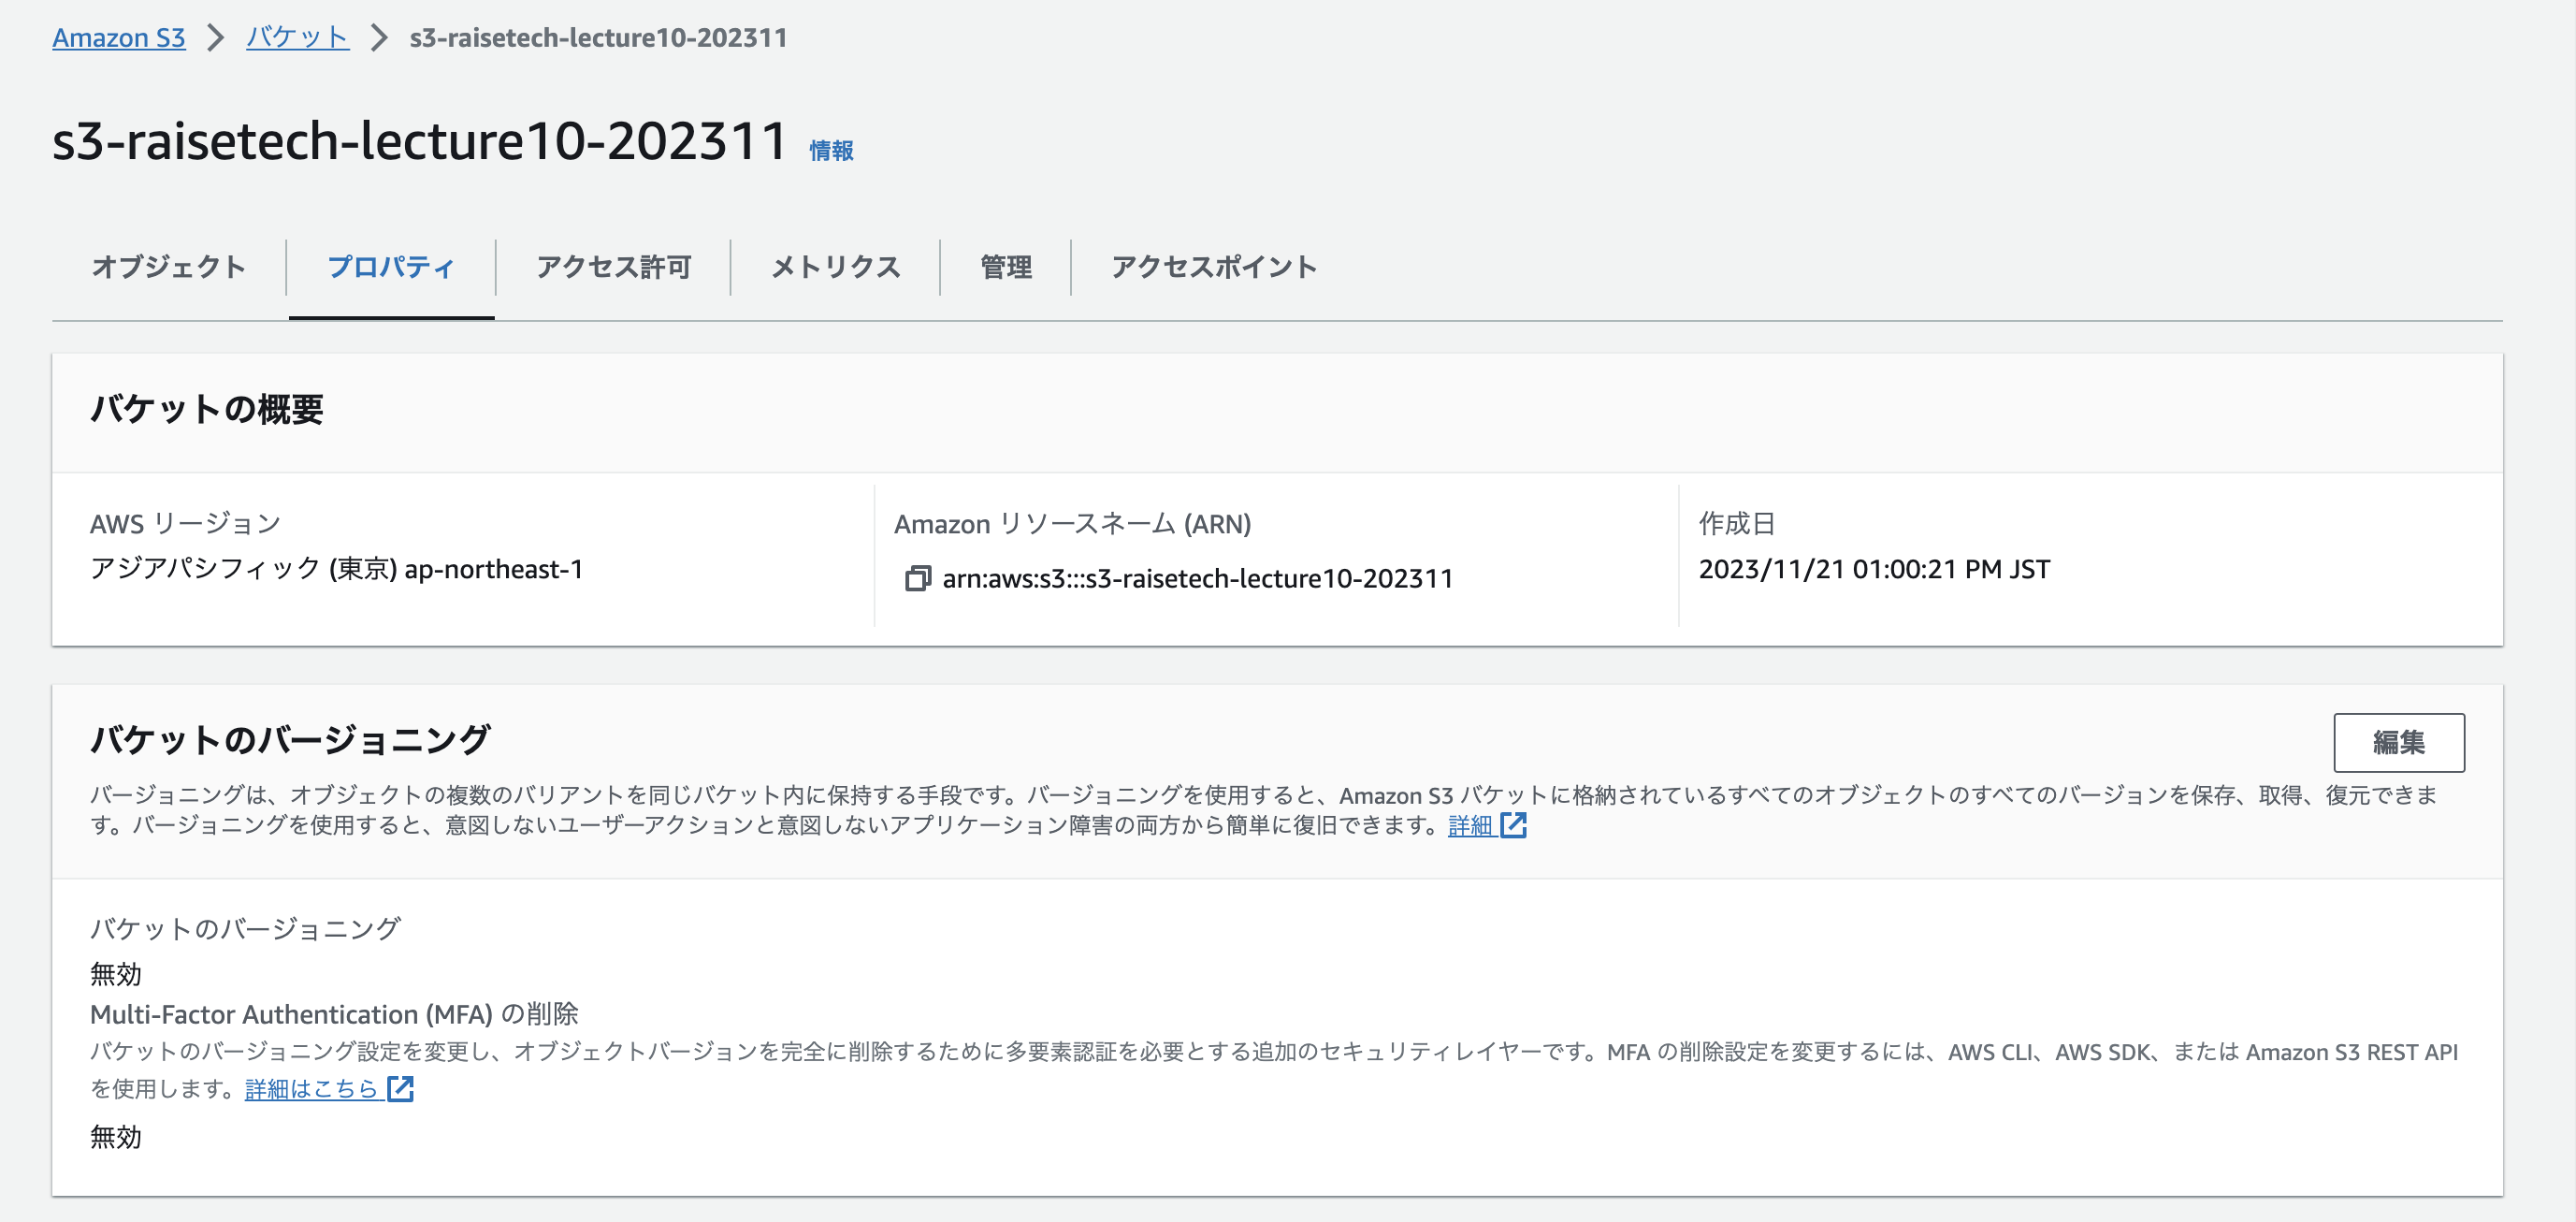 Amazon S3 > バケット > s3-raisetech-lecture10-202311
s3-raisetech-lecture10-202311 情報
オブジェクト プロパティ アクセス許可 メトリクス 管理 アクセスポイント
バケットの概要
AWS リージョン Amazon リソースネーム (ARN) 作成日
アジアパシフィック (東京) ap-northeast-1 arn:aws:s3:::s3-raisetech-lecture10-202311 2023/11/21 01:00:21 PM JST
バケットのバージョニング 編集
バージョニングは、オブジェクトの複数のバリアントを同じバケット内に保持する手段です。バージョニングを使用すると、Amazon S3 バケットに格納されているすべてのオブジェクトのすべてのバージョンを保存、取得、復元できま
す。バージョニングを使用すると、意図しないユーザーアクションと意図しないアプリケーション障害の両方から簡単に復旧できます。詳細
バケットのバージョニング
無効
Multi-Factor Authentication (MFA) の削除
バケットのバージョニング設定を変更し、オブジェクトバージョンを完全に削除するために多要素認証を必要とする追加のセキュリティレイヤーです。MFA の削除設定を変更するには、AWS CLI、AWS SDK、または Amazon S3 REST API
を使用します。詳細はこちら
無効